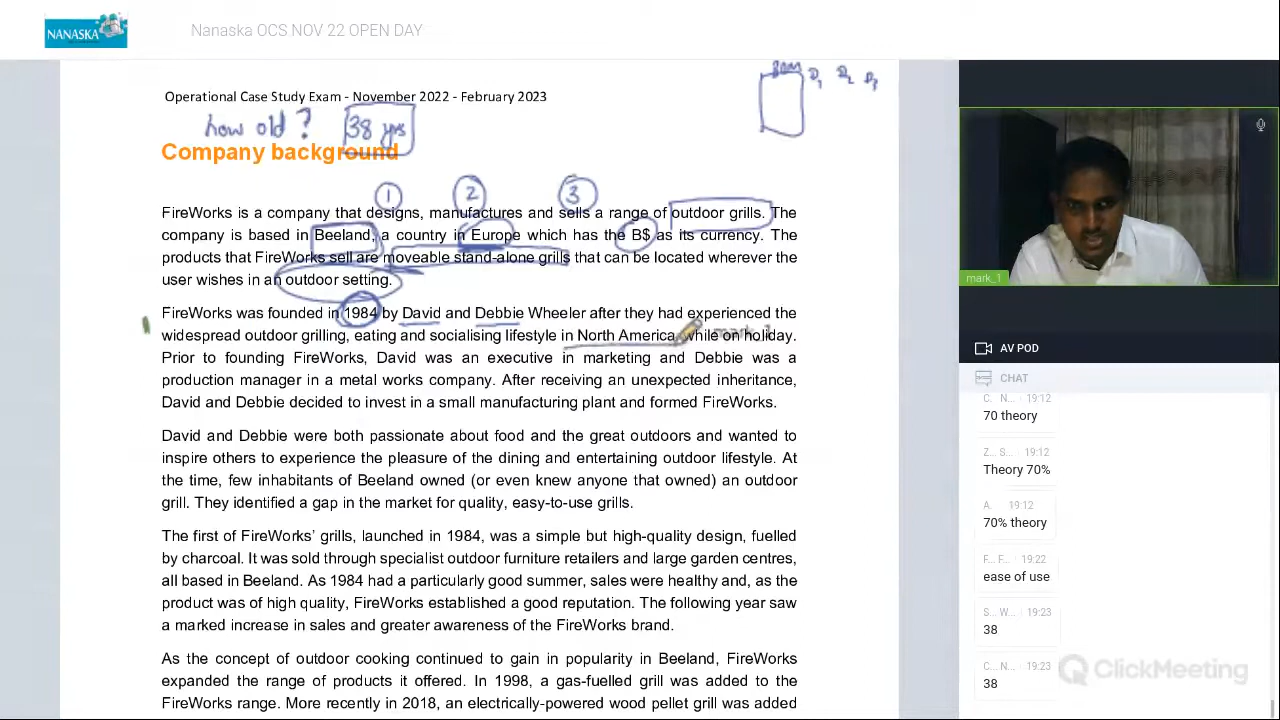 NANASKA
Nanaska OCS NOV 22 OPEN DAY
Operational Case Study Exam - November 2022 - February 2023
how old? 38 yrs
Company background
1 2 3
FireWorks is a company that designs, manufactures and sells a range of outdoor grills. The
company is based in Beeland, a country in Europe which has the B$ as its currency. The
products that FireWorks sell are moveable stand-alone grills that can be located wherever the
user wishes in an outdoor setting.
FireWorks was founded in 1984 by David and Debbie Wheeler after they had experienced the
widespread outdoor grilling, eating and socialising lifestyle in North America, while on holiday.
Prior to founding FireWorks, David was an executive in marketing and Debbie was a
production manager in a metal works company. After receiving an unexpected inheritance,
David and Debbie decided to invest in a small manufacturing plant and formed FireWorks.
David and Debbie were both passionate about food and the great outdoors and wanted to
inspire others to experience the pleasure of the dining and entertaining outdoor lifestyle. At
the time, few inhabitants of Beeland owned (or even knew anyone that owned) an outdoor
grill. They identified a gap in the market for quality, easy-to-use grills.
The first of FireWorks' grills, launched in 1984, was a simple but high-quality design, fuelled
by charcoal. It was sold through specialist outdoor furniture retailers and large garden centres,
all based in Beeland. As 1984 had a particularly good summer, sales were healthy and, as the
product was of high quality, FireWorks established a good reputation. The following year saw
a marked increase in sales and greater awareness of the FireWorks brand.
As the concept of outdoor cooking continued to gain in popularity in Beeland, FireWorks
expanded the range of products it offered. In 1998, a gas-fuelled grill was added to the
FireWorks range. More recently in 2018, an electrically-powered wood pellet grill was added
mark_1
AV POD
CHAT
C. N... 19:12
70 theory
Z... S... 19:12
Theory 70%
A. 19:12
70% theory
F... F... 19:22
ease of use
S... W... 19:23
38
C... N... 19:23
38
ClickMeeting